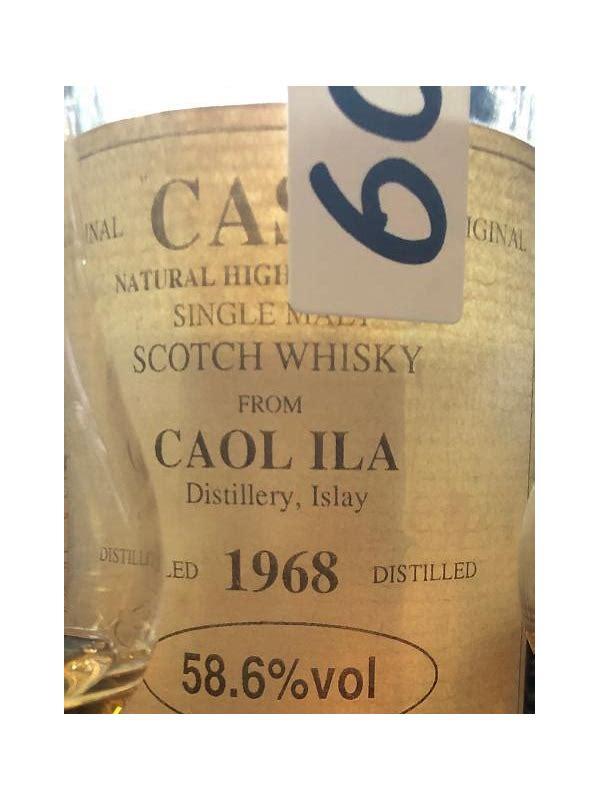 60
INAL CAS IGINAL
NATURAL HIGH
SINGLE MALT
SCOTCH WHISKY
FROM
CAOL ILA
Distillery, Islay
DISTILL LED 1968 DISTILLED
58.6%vol